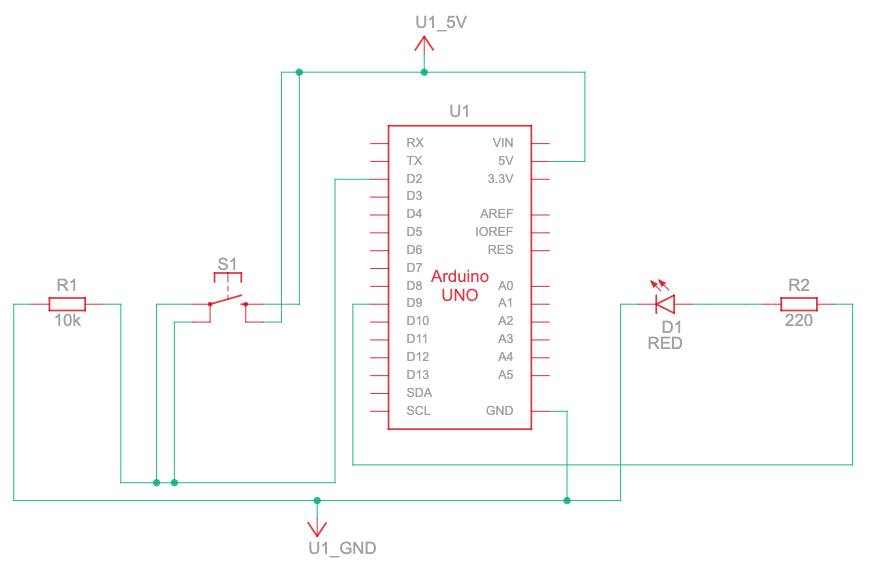 U1_5V
U1
RX
TX
D2
D3
D4
D5
D6
D7
D8
D9
D10
D11
D12
D13
SDA
SCL
VIN
5V
3.3V
AREF
IOREF
RES
A0
A1
A2
A3
A4
A5
GND
Arduino
UNO
S1
R1
10k
D1
RED
R2
220
U1_GND